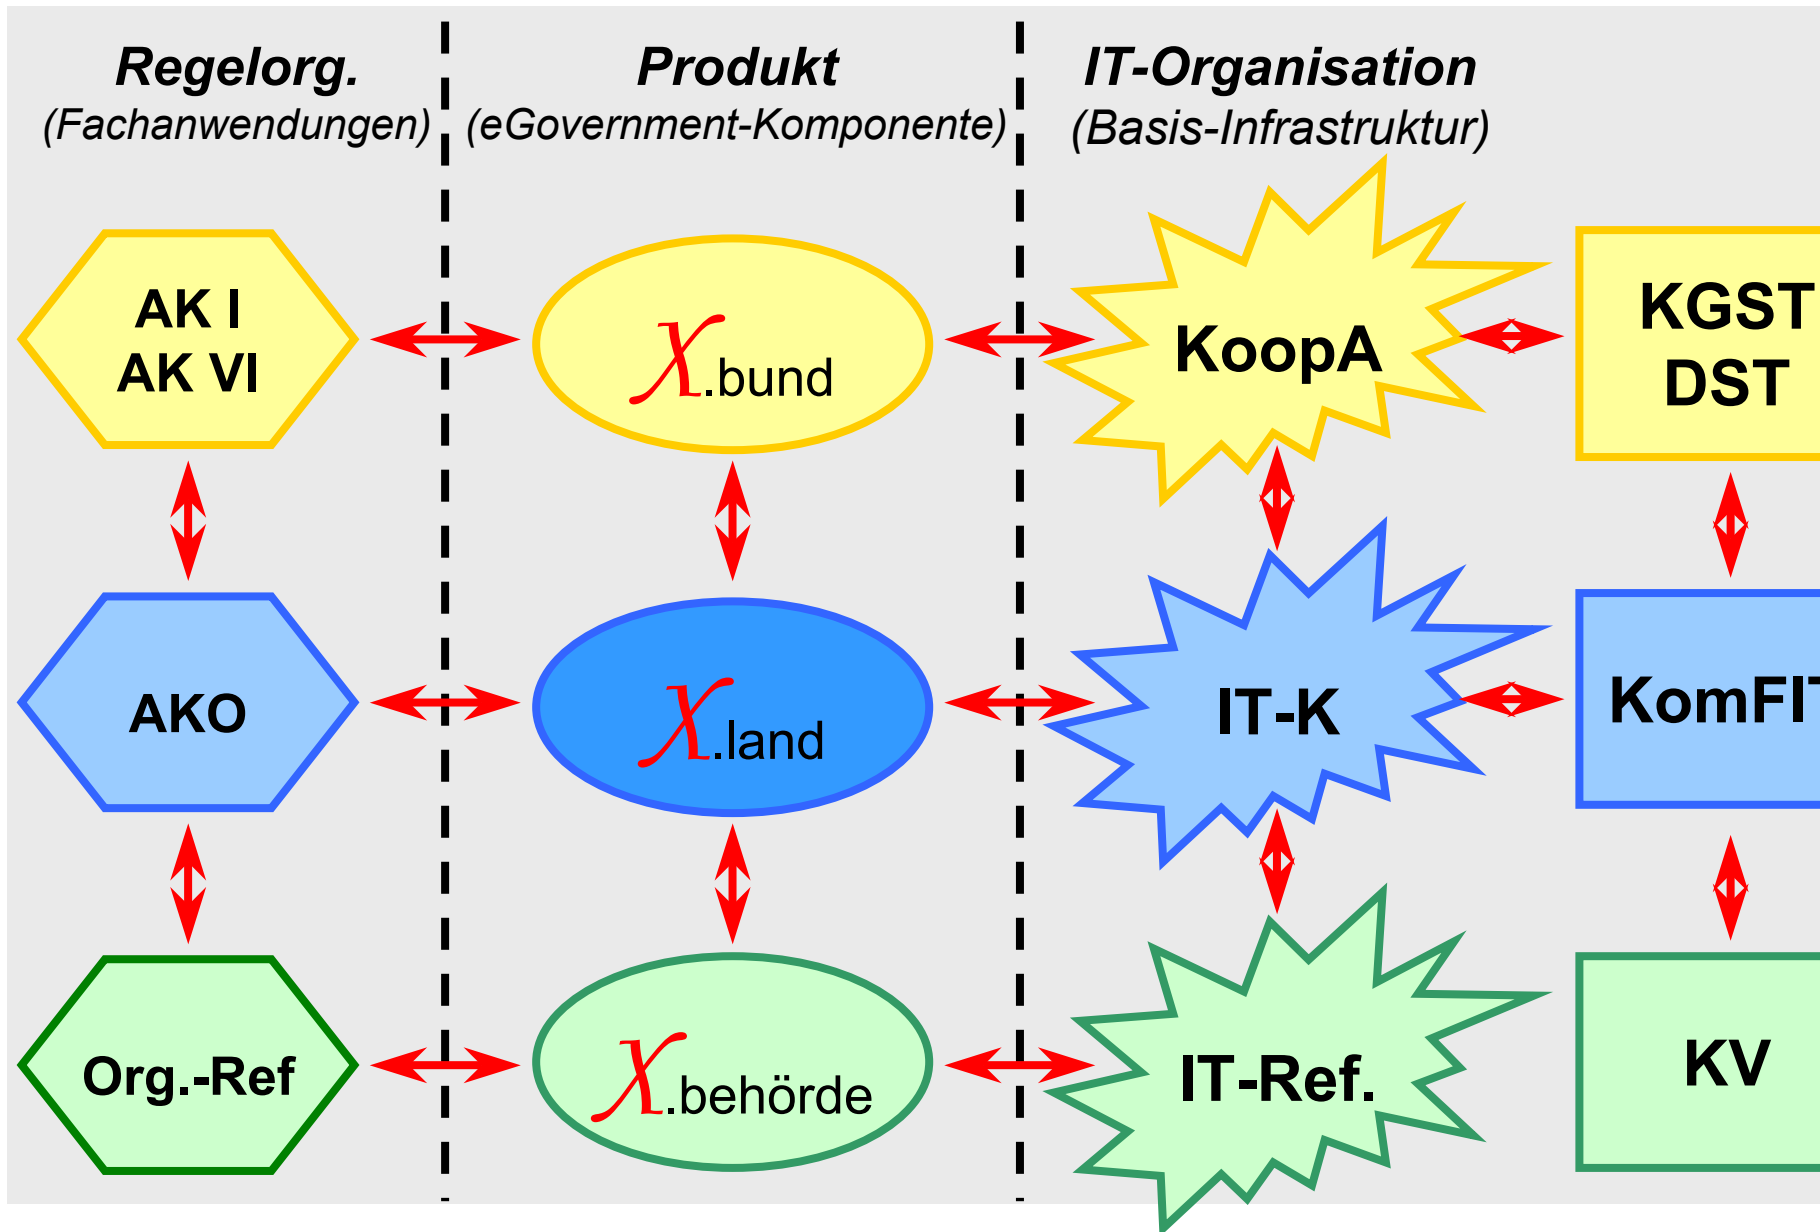 Regelorg.
(Fachanwendungen)
Produkt
(eGovernment-Komponente)
IT-Organisation
(Basis-Infrastruktur)
AK I
AK VI
X.bund
KoopA
KGST
DST
AKO
X.land
IT-K
KomFIT
Org.-Ref
X.behörde
IT-Ref.
KV